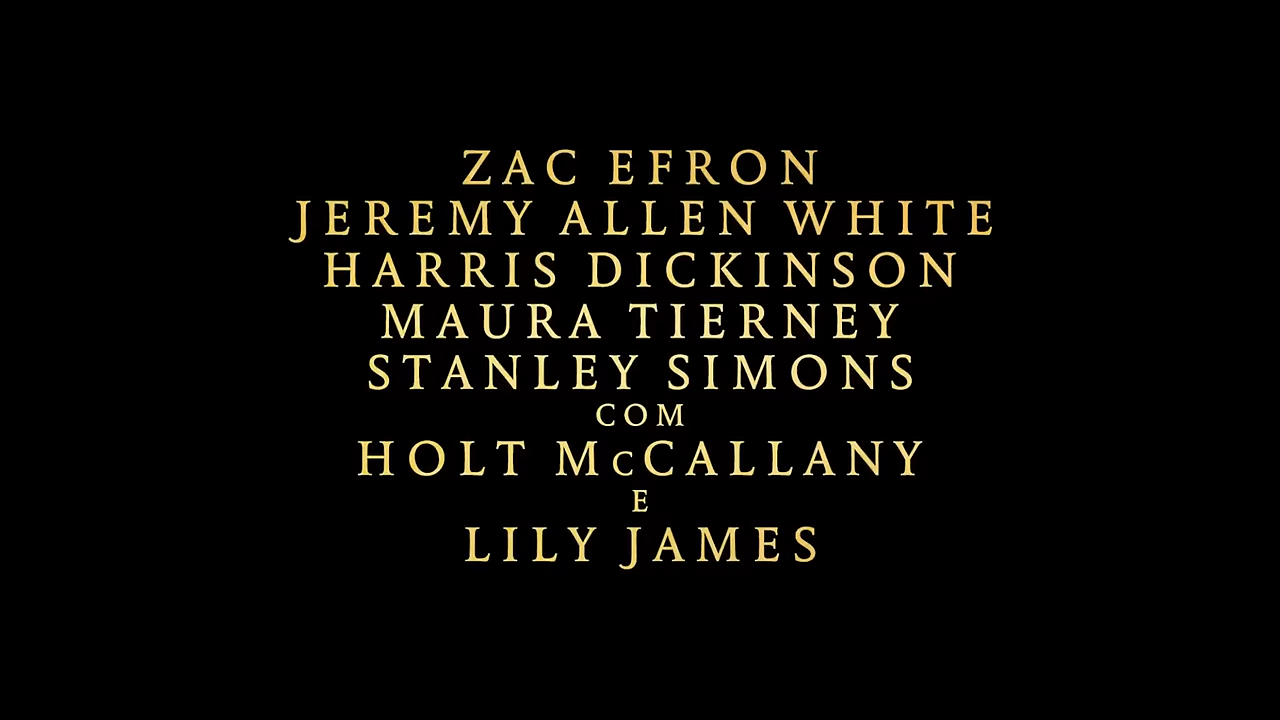 ZAC EFRON
JEREMY ALLEN WHITE
HARRIS DICKINSON
MAURA TIERNEY
STANLEY SIMONS
COM
HOLT McCALLANY
E
LILY JAMES